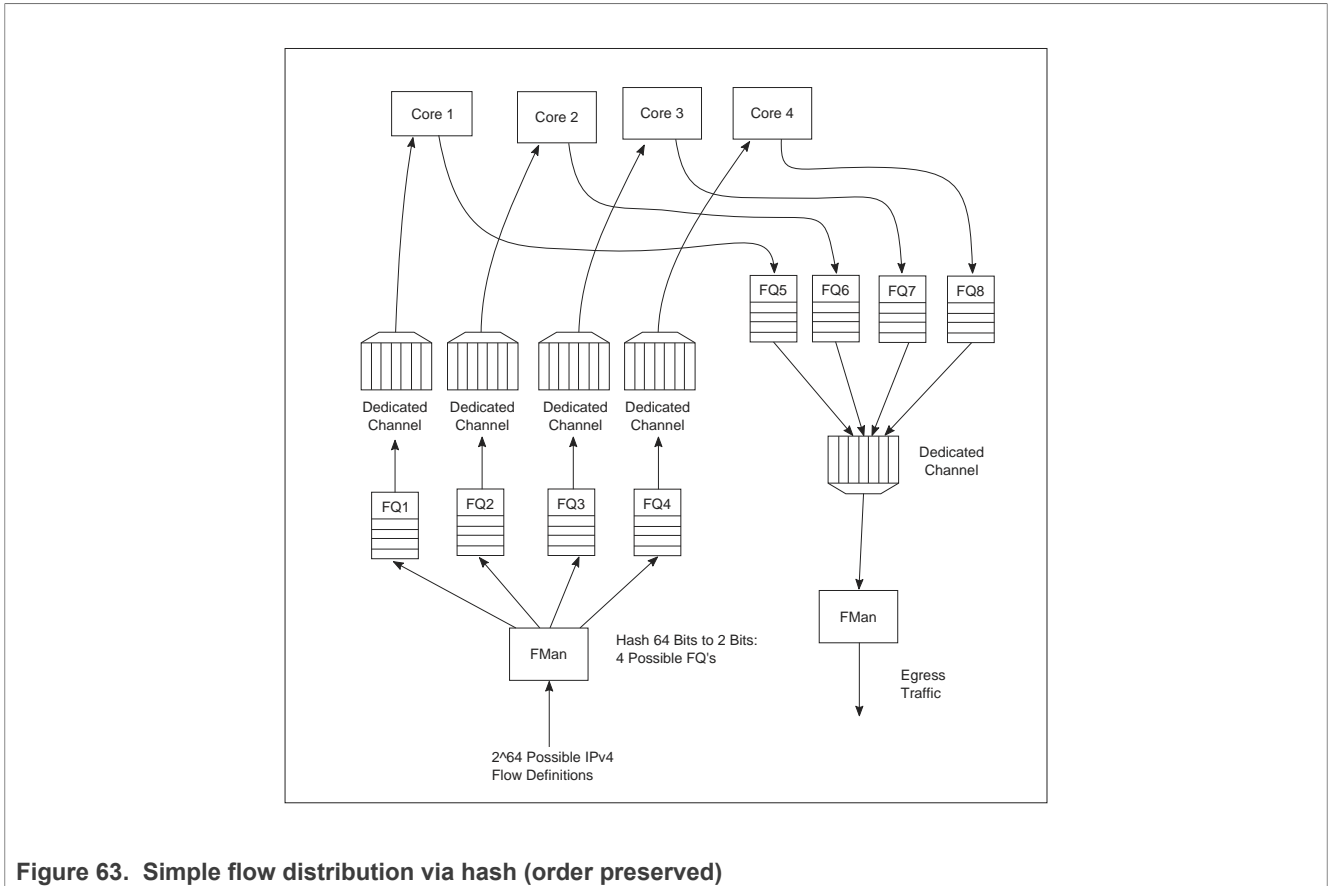 Core 1
Core 2
Core 3
Core 4
FQ5
FQ6
FQ7
FQ8
Dedicated
Channel
Dedicated
Channel
Dedicated
Channel
Dedicated
Channel
Dedicated
Channel
FQ1
FQ2
FQ3
FQ4
FMan
Hash 64 Bits to 2 Bits:
4 Possible FQ's
FMan
Egress
Traffic
2^64 Possible IPv4
Flow Definitions
Figure 63. Simple flow distribution via hash (order preserved)